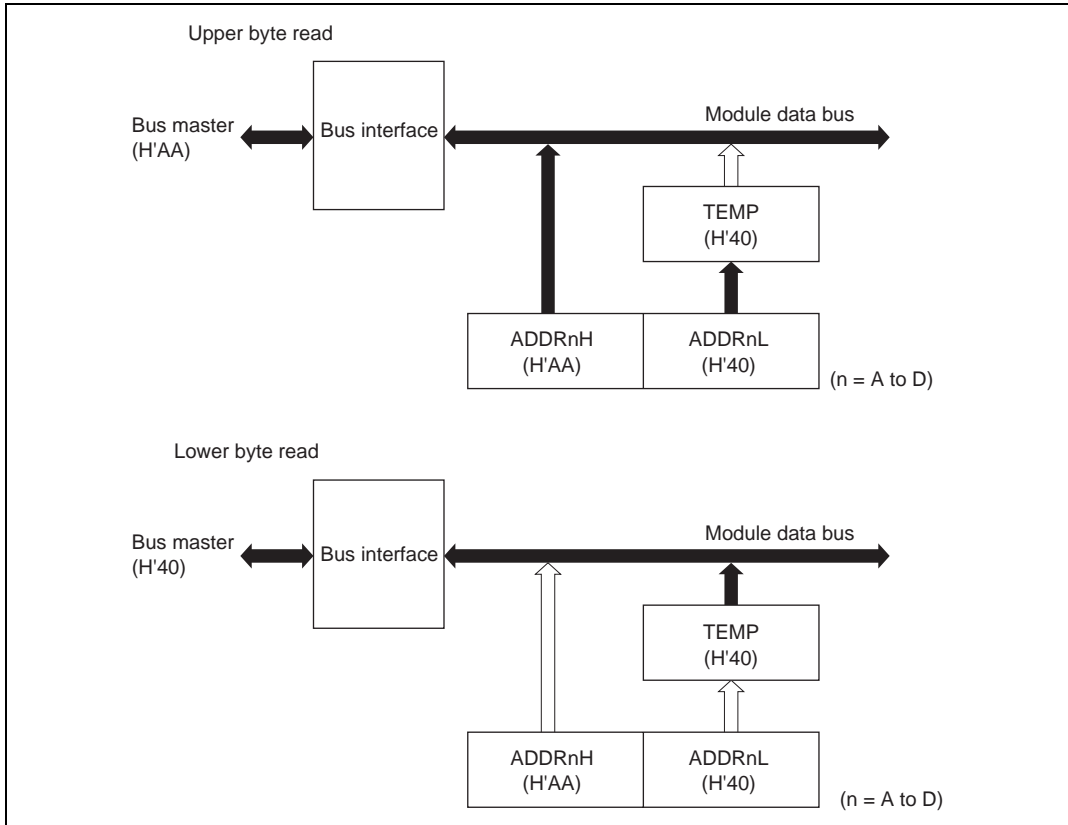 Upper byte read
Bus master
(H'AA)
Bus interface
Module data bus
TEMP
(H'40)
ADDRnH
(H'AA)
ADDRnL
(H'40)
(n = A to D)
Lower byte read
Bus master
(H'40)
Bus interface
Module data bus
TEMP
(H'40)
ADDRnH
(H'AA)
ADDRnL
(H'40)
(n = A to D)